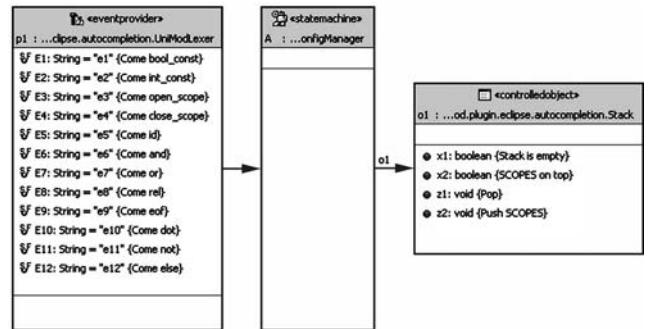 «eventprovider»
p1 : ...clipse.autocompletion.UniModLexer
E1: String = "e1" {Come bool_const}
E2: String = "e2" {Come int_const}
E3: String = "e3" {Come open_scope}
E4: String = "e4" {Come close_scope}
E5: String = "e5" {Come id}
E6: String = "e6" {Come and}
E7: String = "e7" {Come or}
E8: String = "e8" {Come rel}
E9: String = "e9" {Come eof}
E10: String = "e10" {Come dot}
E11: String = "e11" {Come not}
E12: String = "e12" {Come else}
«statemachine»
A : ...onfigManager
o1
«controlledobject»
o1 : ...od.plugin.eclipse.autocompletion.Stack
x1: boolean {Stack is empty}
x2: boolean {SCOPES on top}
z1: void {Pop}
z2: void {Push SCOPES}